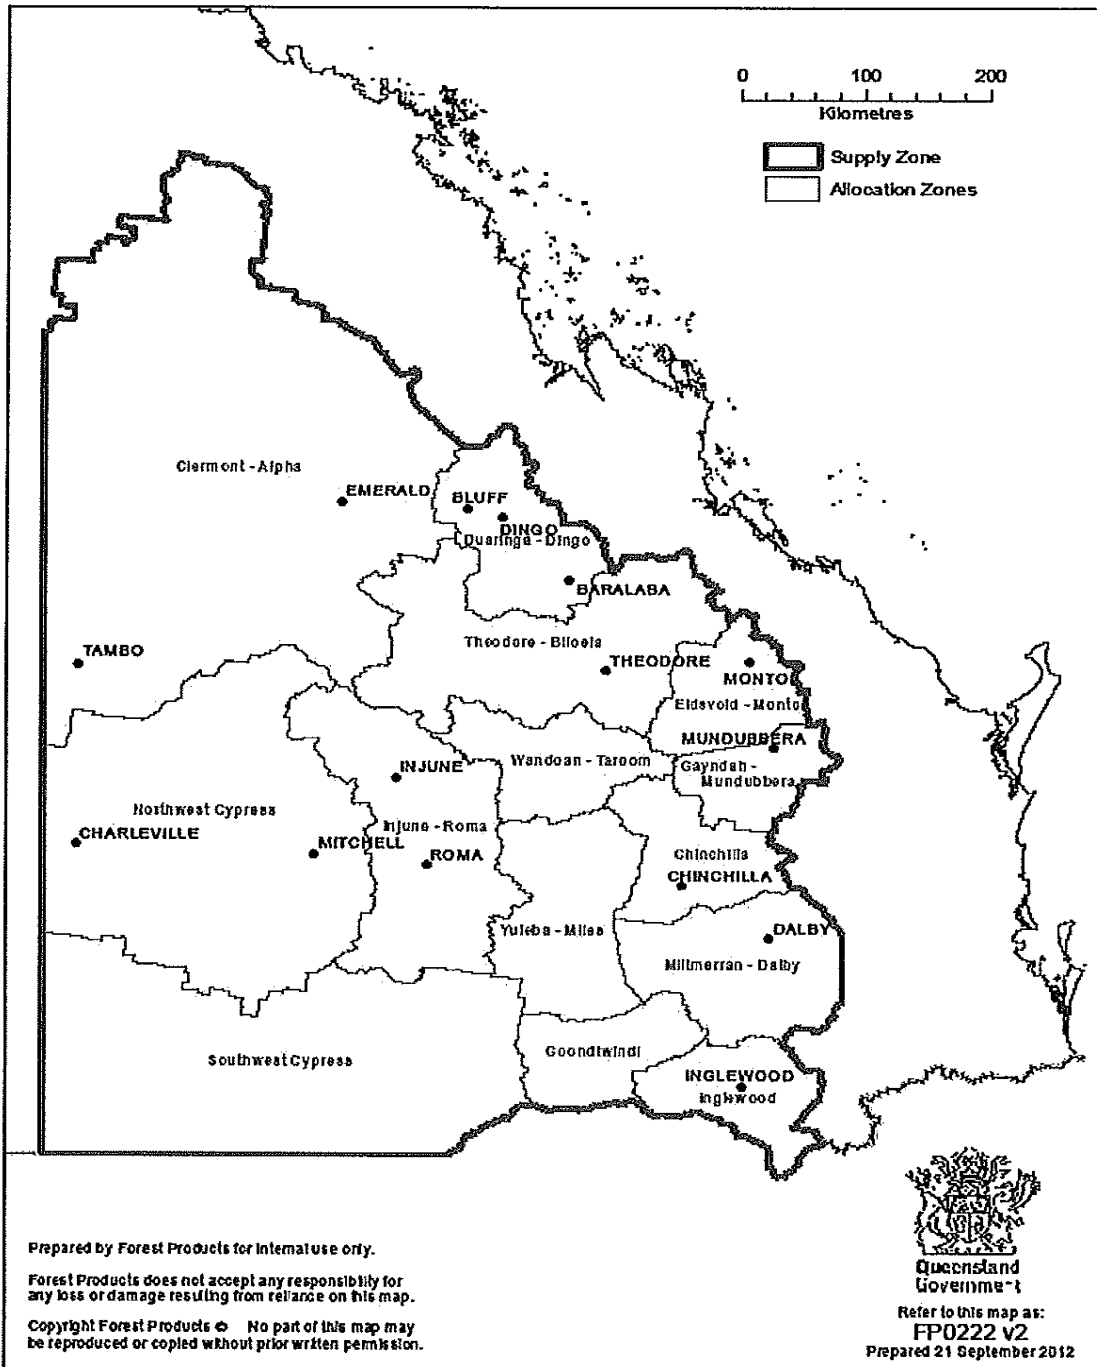 0 100 200
Kilometres
Supply Zone
Allocation Zones
Clermont - Alpha
EMERALD
BLUFF
DINGO
Duaringa - Dingo
BARALABA
TAMBO
Theodore - Biloela
THEODORE
MONTO
Eidsvold - Monto
MUNDUBBERA
Wandoan - Taroom
Gayndah -
Mundubbera
INJUNE
Northwest Cypress
CHARLEVILLE
Injune - Roma
MITCHELL
ROMA
Chinchilla
CHINCHILLA
Yuleba - Miles
DALBY
Millmerran - Dalby
Southwest Cypress
Goondiwindi
INGLEWOOD
Inglewood
Prepared by Forest Products for Internal use only.
Forest Products does not accept any responsibility for
any loss or damage resulting from reliance on this map.
Copyright Forest Products © No part of this map may
be reproduced or copied without prior written permission.
Queensland
Government
Refer to this map as:
FP0222 v2
Prepared 21 September 2012